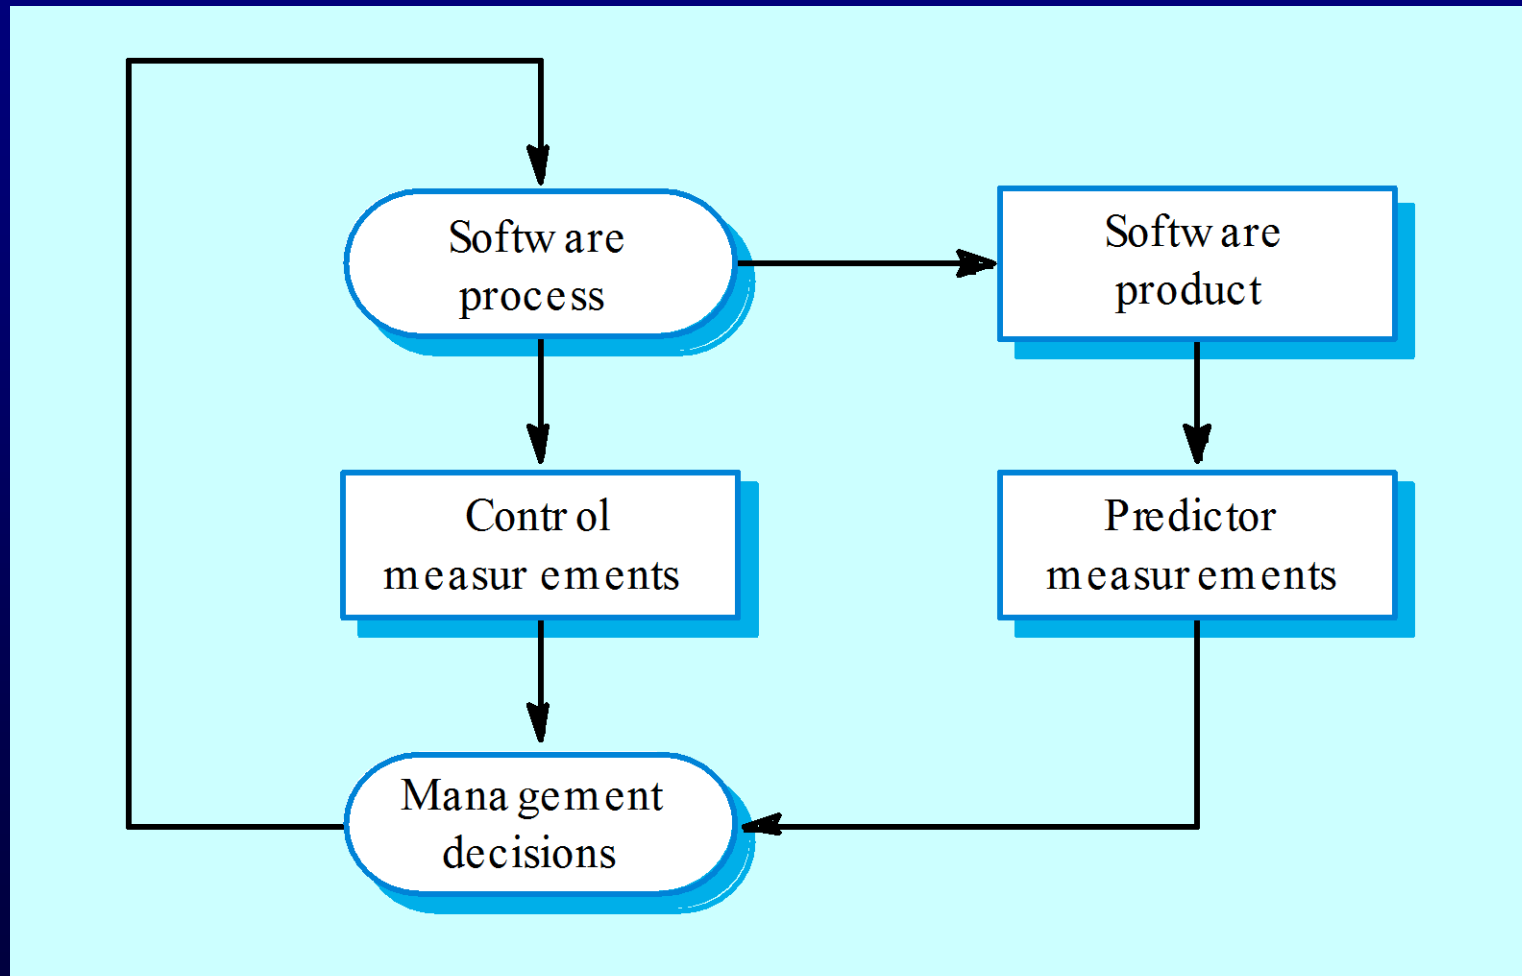 Software
process
Software
product
Control
measurements
Predictor
measurements
Management
decisions